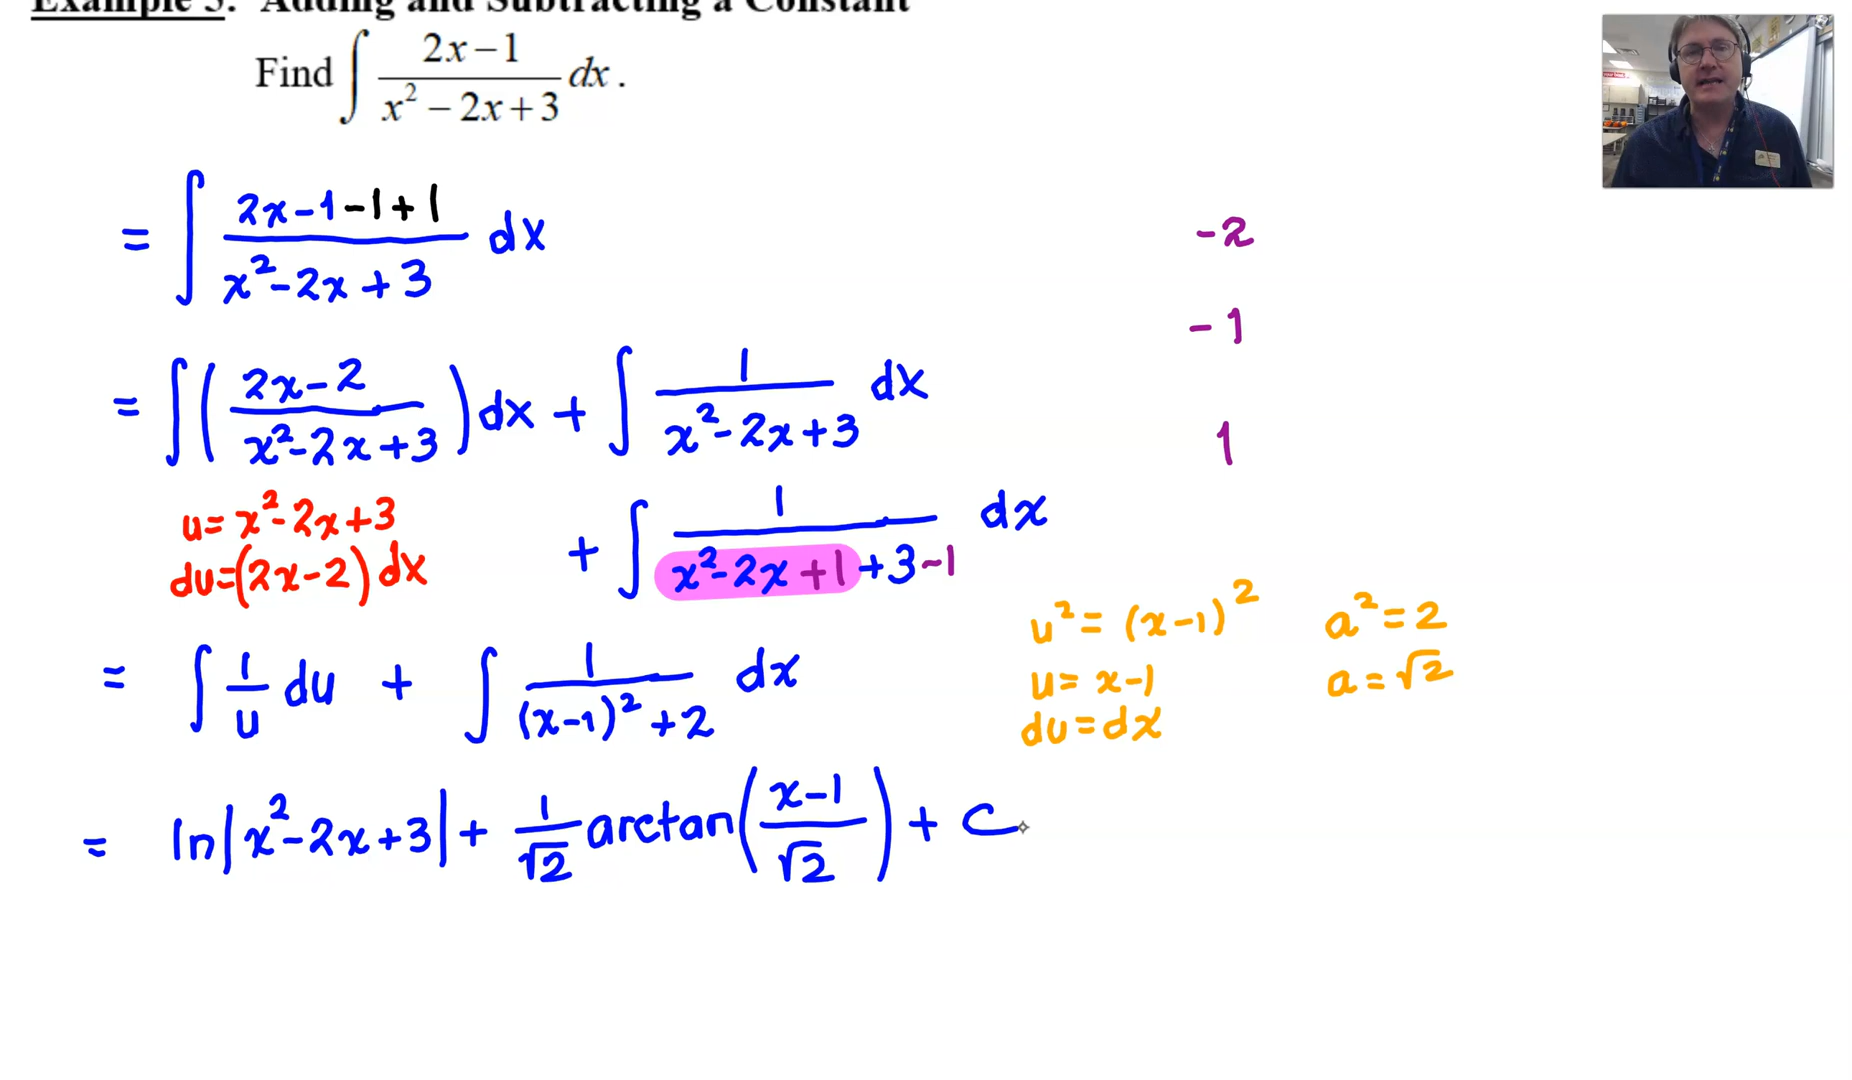 Example 5: Adding and Subtracting a Constant
Find ∫ (2x − 1)/(x² − 2x + 3) dx .
= ∫ (2x-1-1+1)/(x²-2x+3) dx
-2
-1
1
= ∫ ((2x-2)/(x²-2x+3)) dx + ∫ 1/(x²-2x+3) dx
u = x²-2x+3
du = (2x-2) dx
+ ∫ 1/(x²-2x+1+3-1) dx
u² = (x-1)² a² = 2
u = x-1 a = √2
du = dx
= ∫ 1/u du + ∫ 1/((x-1)²+2) dx
= ln|x²-2x+3| + 1/√2 arctan((x-1)/√2) + C